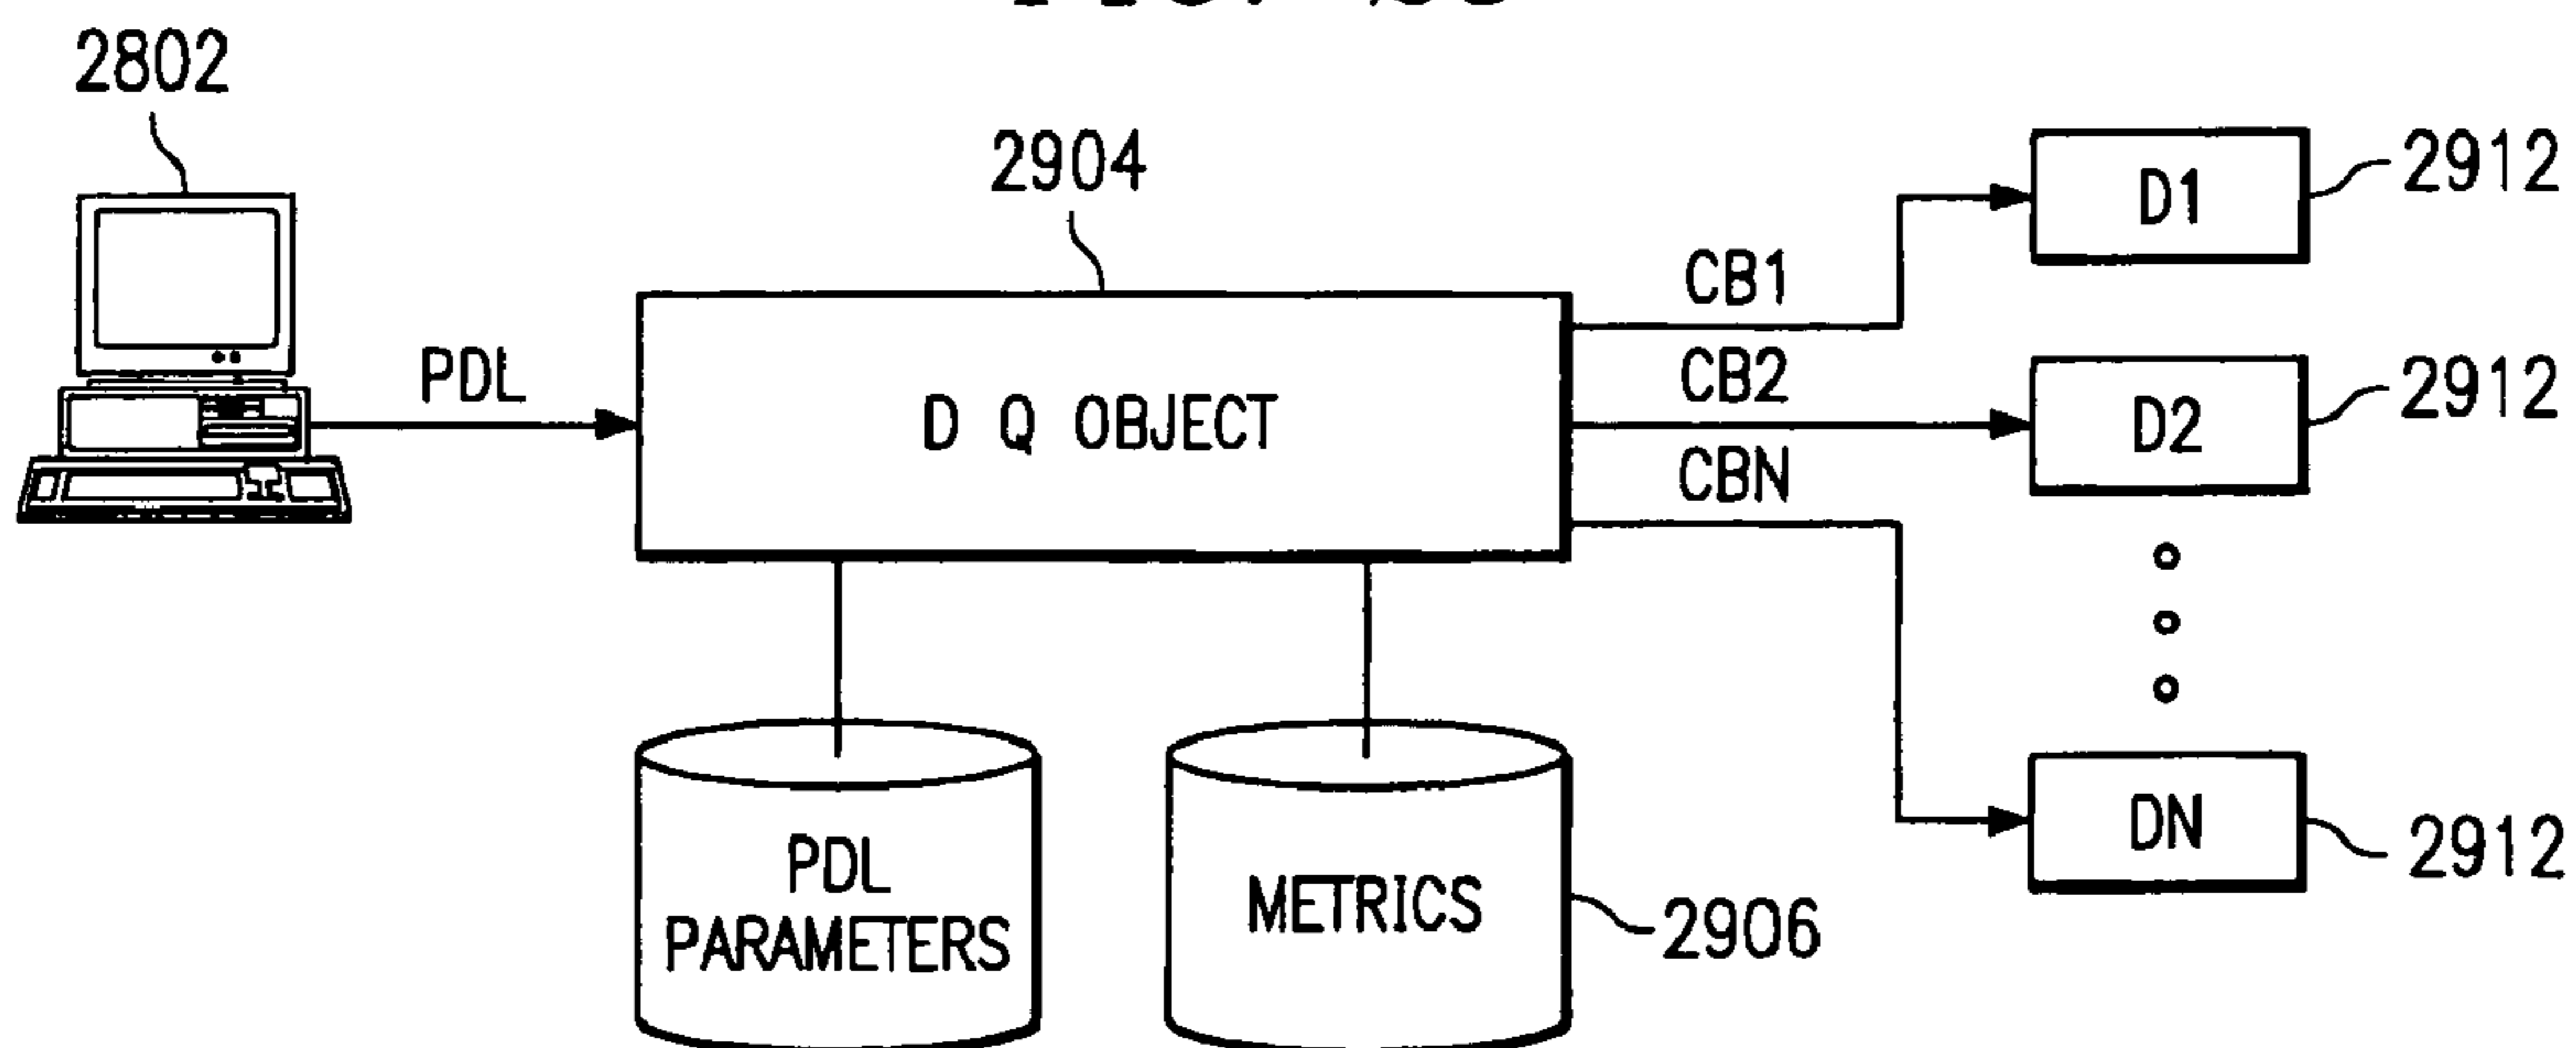 2802
2904
D1
2912
CB1
PDL
D Q OBJECT
CB2
D2
2912
CBN
PDL
PARAMETERS
METRICS
2906
DN
2912